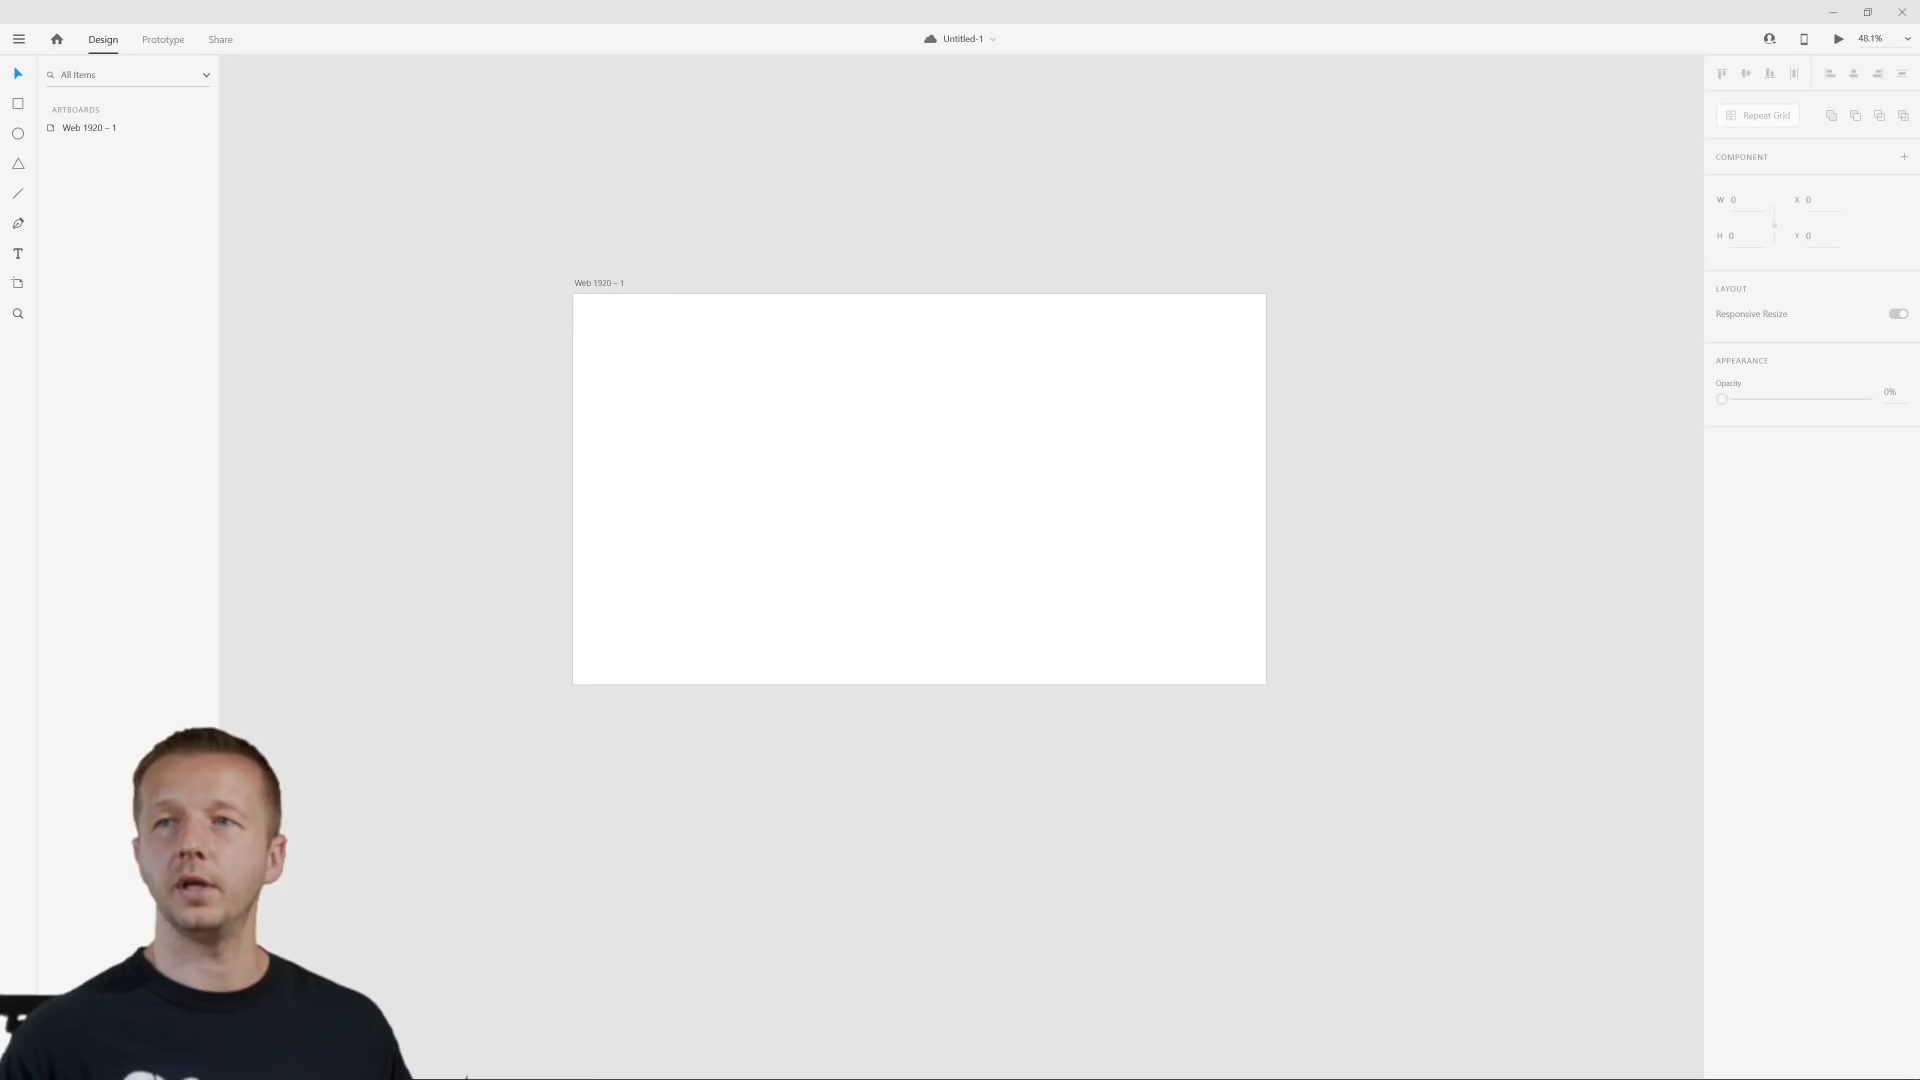 Design
Prototype
Share
Untitled-1
48.1%
All Items
ARTBOARDS
Web 1920 – 1
Web 1920 – 1
Repeat Grid
COMPONENT
W 0
X 0
H 0
Y 0
LAYOUT
Responsive Resize
APPEARANCE
Opacity
0%